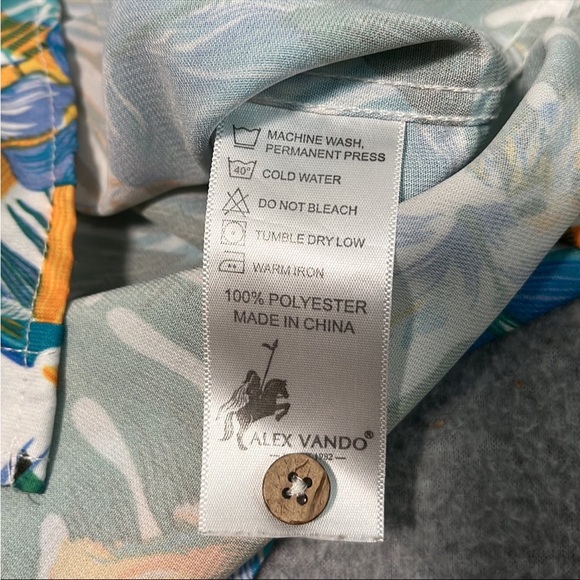 MACHINE WASH,
PERMANENT PRESS
40°
COLD WATER
DO NOT BLEACH
TUMBLE DRY LOW
WARM IRON
100% POLYESTER
MADE IN CHINA
ALEX VANDO®